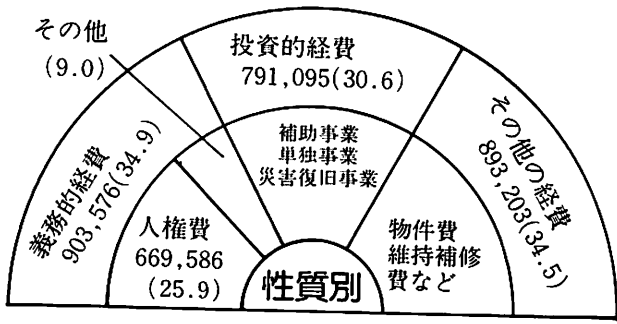 その他
(9.0)
投資的経費
791,095(30.6)
義務的経費
903,576(34.9)
その他の経費
893,203(34.5)
補助事業
単独事業
災害復旧事業
人権費
669,586
(25.9)
物件費
維持補修
費など
性質別